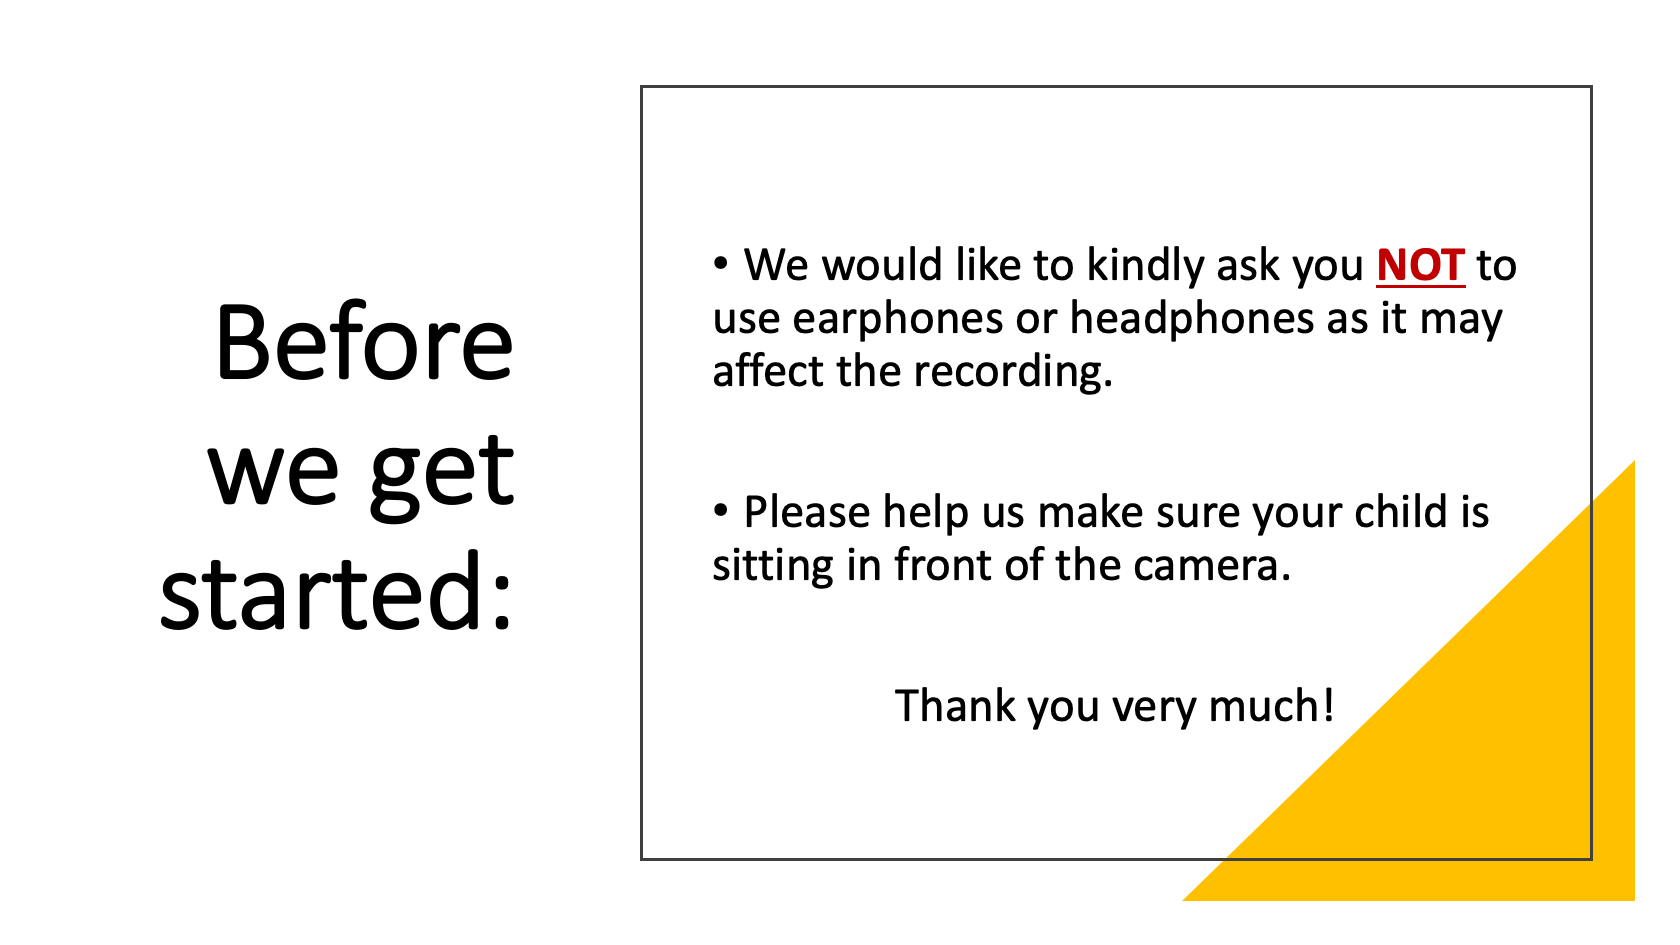 Before
we get
started:
• We would like to kindly ask you NOT to
use earphones or headphones as it may
affect the recording.
• Please help us make sure your child is
sitting in front of the camera.
Thank you very much!